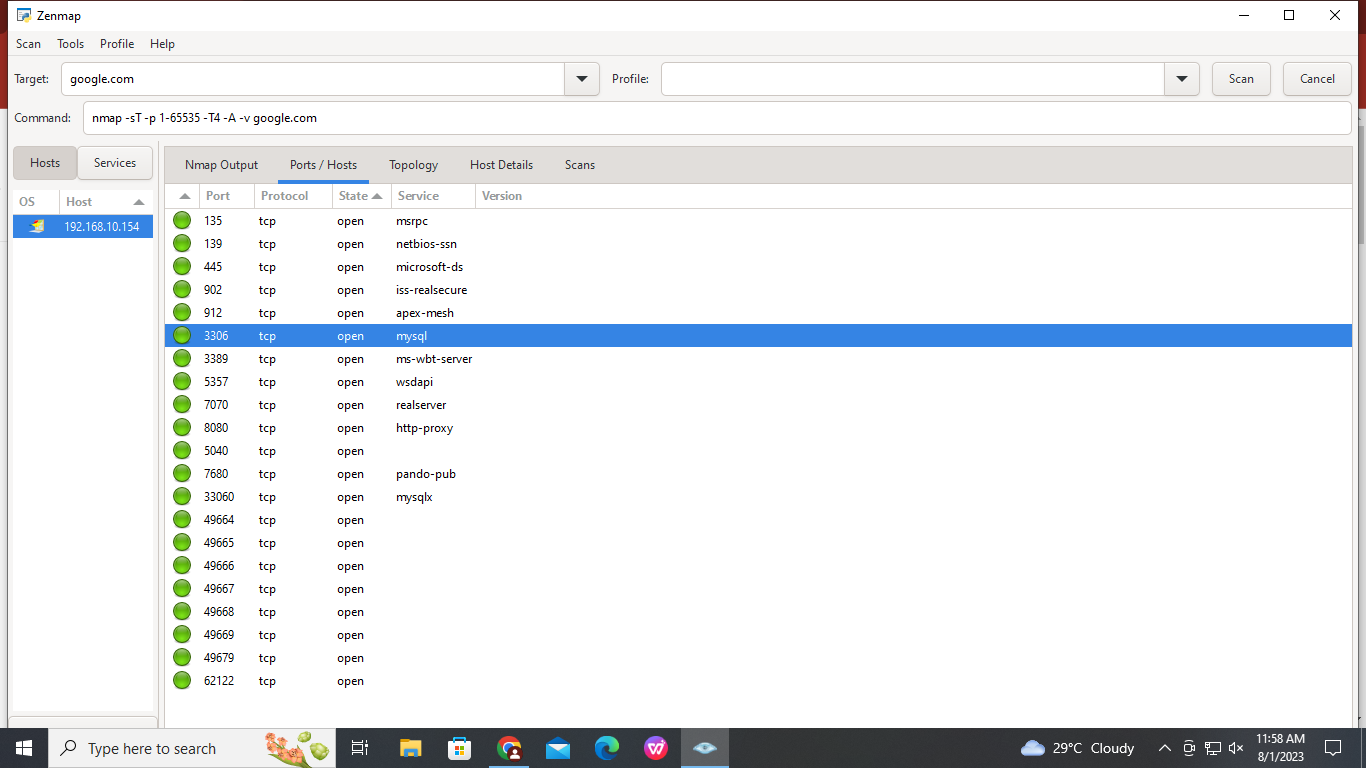 Zenmap
Scan Tools Profile Help
Target: google.com Profile: Scan Cancel
Command: nmap -sT -p 1-65535 -T4 -A -v google.com
Hosts Services
Nmap Output Ports / Hosts Topology Host Details Scans
OS Host
192.168.10.154
Port Protocol State Service Version
135 tcp open msrpc
139 tcp open netbios-ssn
445 tcp open microsoft-ds
902 tcp open iss-realsecure
912 tcp open apex-mesh
3306 tcp open mysql
3389 tcp open ms-wbt-server
5357 tcp open wsdapi
7070 tcp open realserver
8080 tcp open http-proxy
5040 tcp open
7680 tcp open pando-pub
33060 tcp open mysqlx
49664 tcp open
49665 tcp open
49666 tcp open
49667 tcp open
49668 tcp open
49669 tcp open
49679 tcp open
62122 tcp open
Type here to search
29°C Cloudy
11:58 AM
8/1/2023